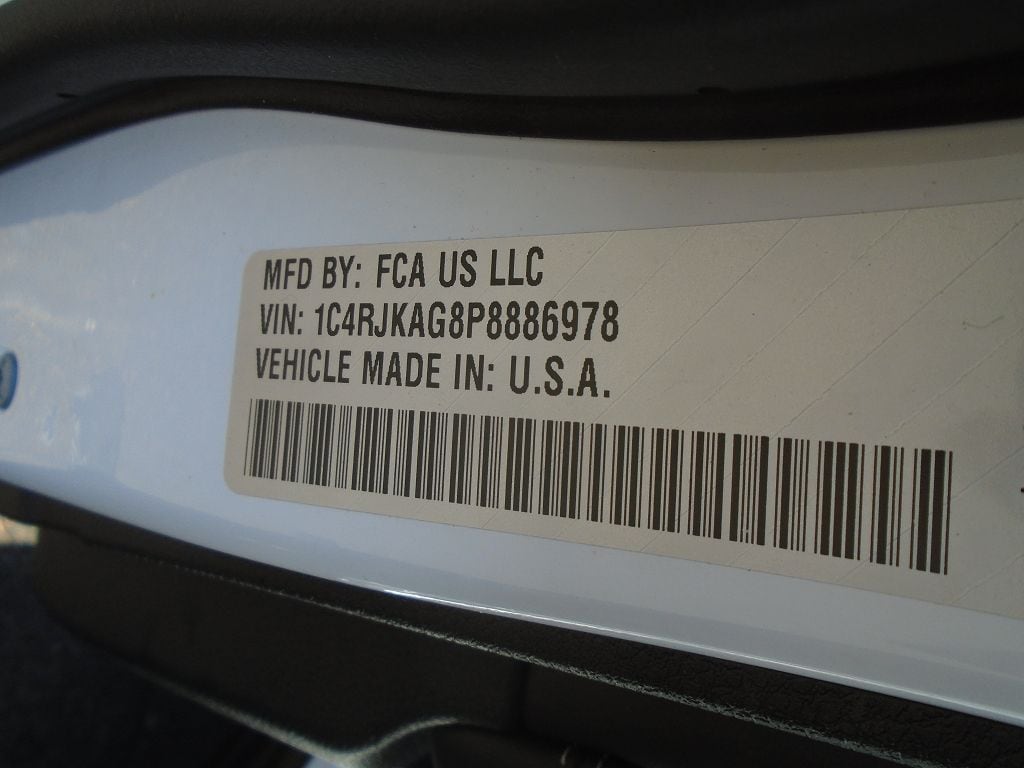 MFD BY: FCA US LLC
VIN: 1C4RJKAG8P8886978
VEHICLE MADE IN: U.S.A.